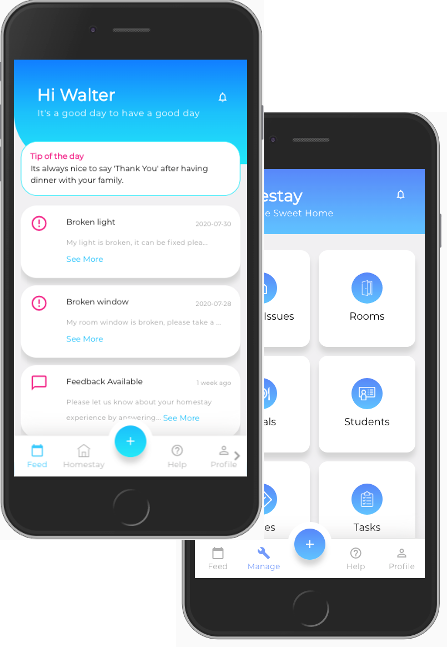 Hi Walter
It's a good day to have a good day
Tip of the day
Its always nice to say 'Thank You' after having
dinner with your family.
Broken light
2020-07-30
My light is broken, it can be fixed plea...
See More
Broken window
2020-07-28
My room window is broken, please take a ...
See More
Feedback Available
1 week ago
Please let us know about your homestay
experience by answering... See More
Feed
Homestay
Help
Profile
estay
e Sweet Home
Issues
Rooms
als
Students
es
Tasks
Feed
Manage
Help
Profile